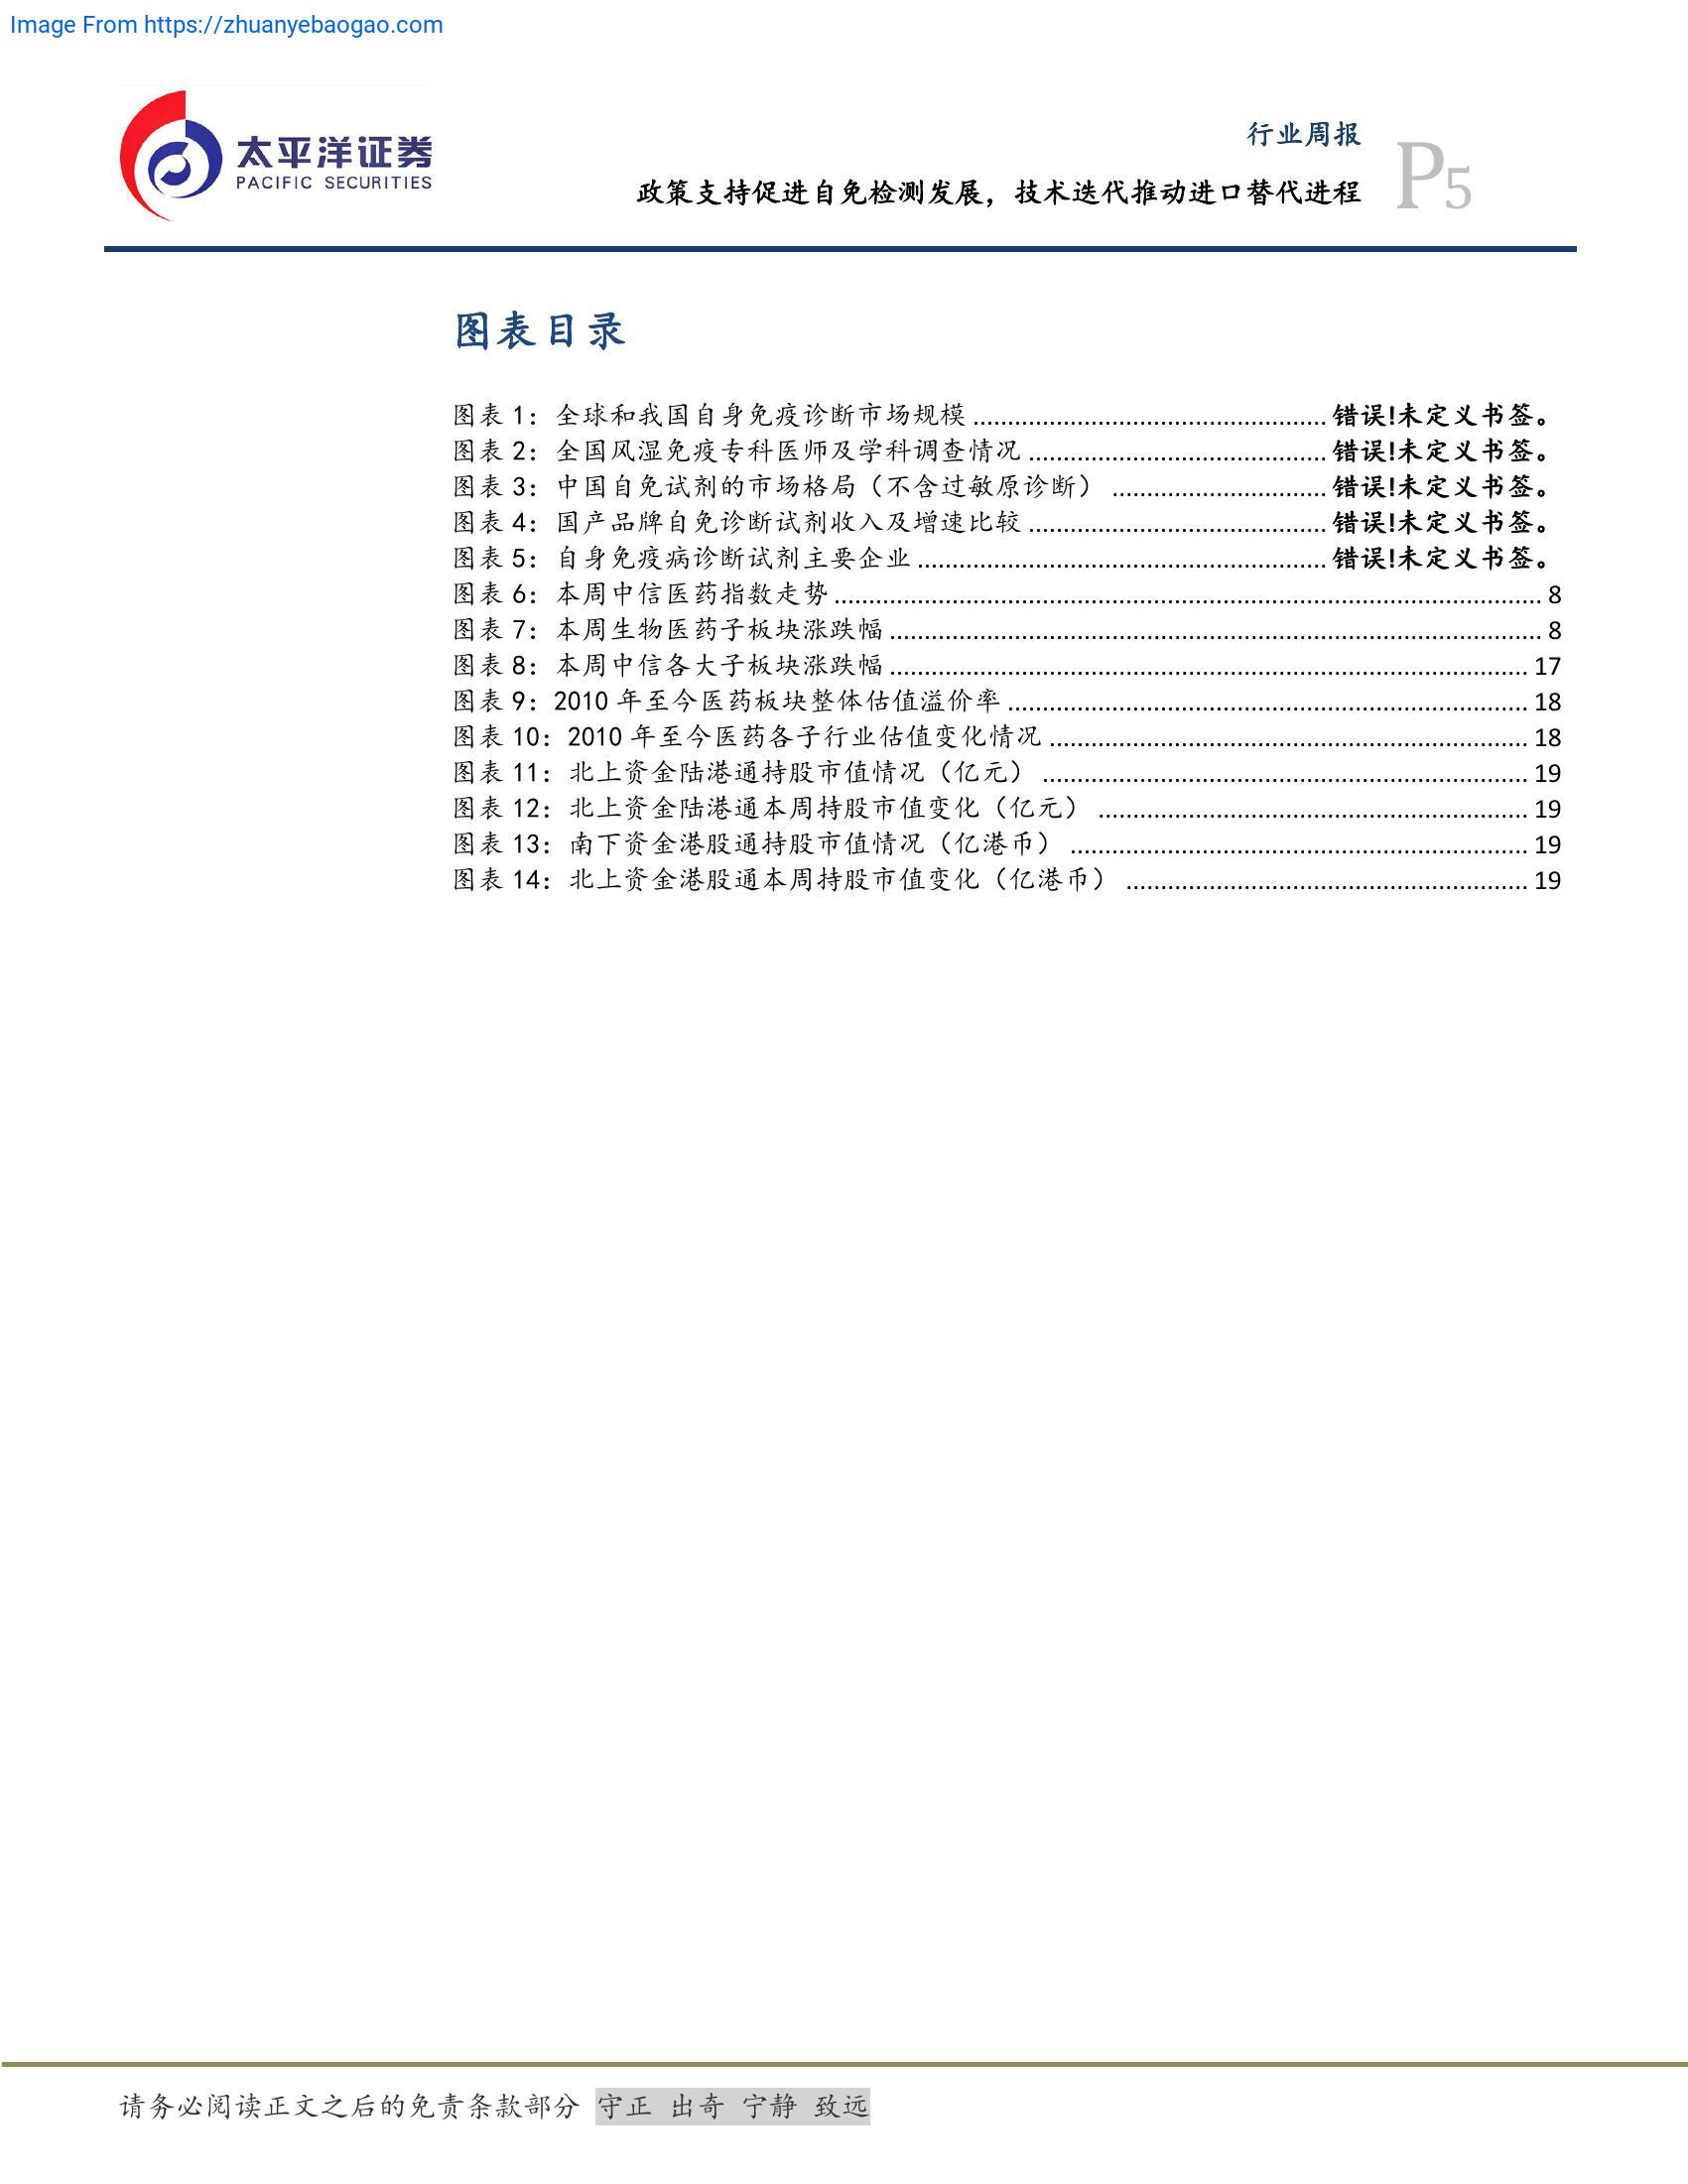 Image From https://zhuanyebaogao.com
太平洋证券
PACIFIC SECURITIES
行业周报
政策支持促进自免检测发展，技术迭代推动进口替代进程
P5
图表目录
图表 1：全球和我国自身免疫诊断市场规模 ................................................... 错误!未定义书签。
图表 2：全国风湿免疫专科医师及学科调查情况 ........................................... 错误!未定义书签。
图表 3：中国自免试剂的市场格局（不含过敏原诊断） ............................... 错误!未定义书签。
图表 4：国产品牌自免诊断试剂收入及增速比较 ........................................... 错误!未定义书签。
图表 5：自身免疫病诊断试剂主要企业 ........................................................... 错误!未定义书签。
图表 6：本周中信医药指数走势 ...................................................................................................... 8
图表 7：本周生物医药子板块涨跌幅 .............................................................................................. 8
图表 8：本周中信各大子板块涨跌幅 ............................................................................................ 17
图表 9：2010 年至今医药板块整体估值溢价率 ........................................................................... 18
图表 10：2010 年至今医药各子行业估值变化情况 ..................................................................... 18
图表 11：北上资金陆港通持股市值情况（亿元） ...................................................................... 19
图表 12：北上资金陆港通本周持股市值变化（亿元） .............................................................. 19
图表 13：南下资金港股通持股市值情况（亿港币） .................................................................. 19
图表 14：北上资金港股通本周持股市值变化（亿港币） .......................................................... 19
请务必阅读正文之后的免责条款部分 守正 出奇 宁静 致远